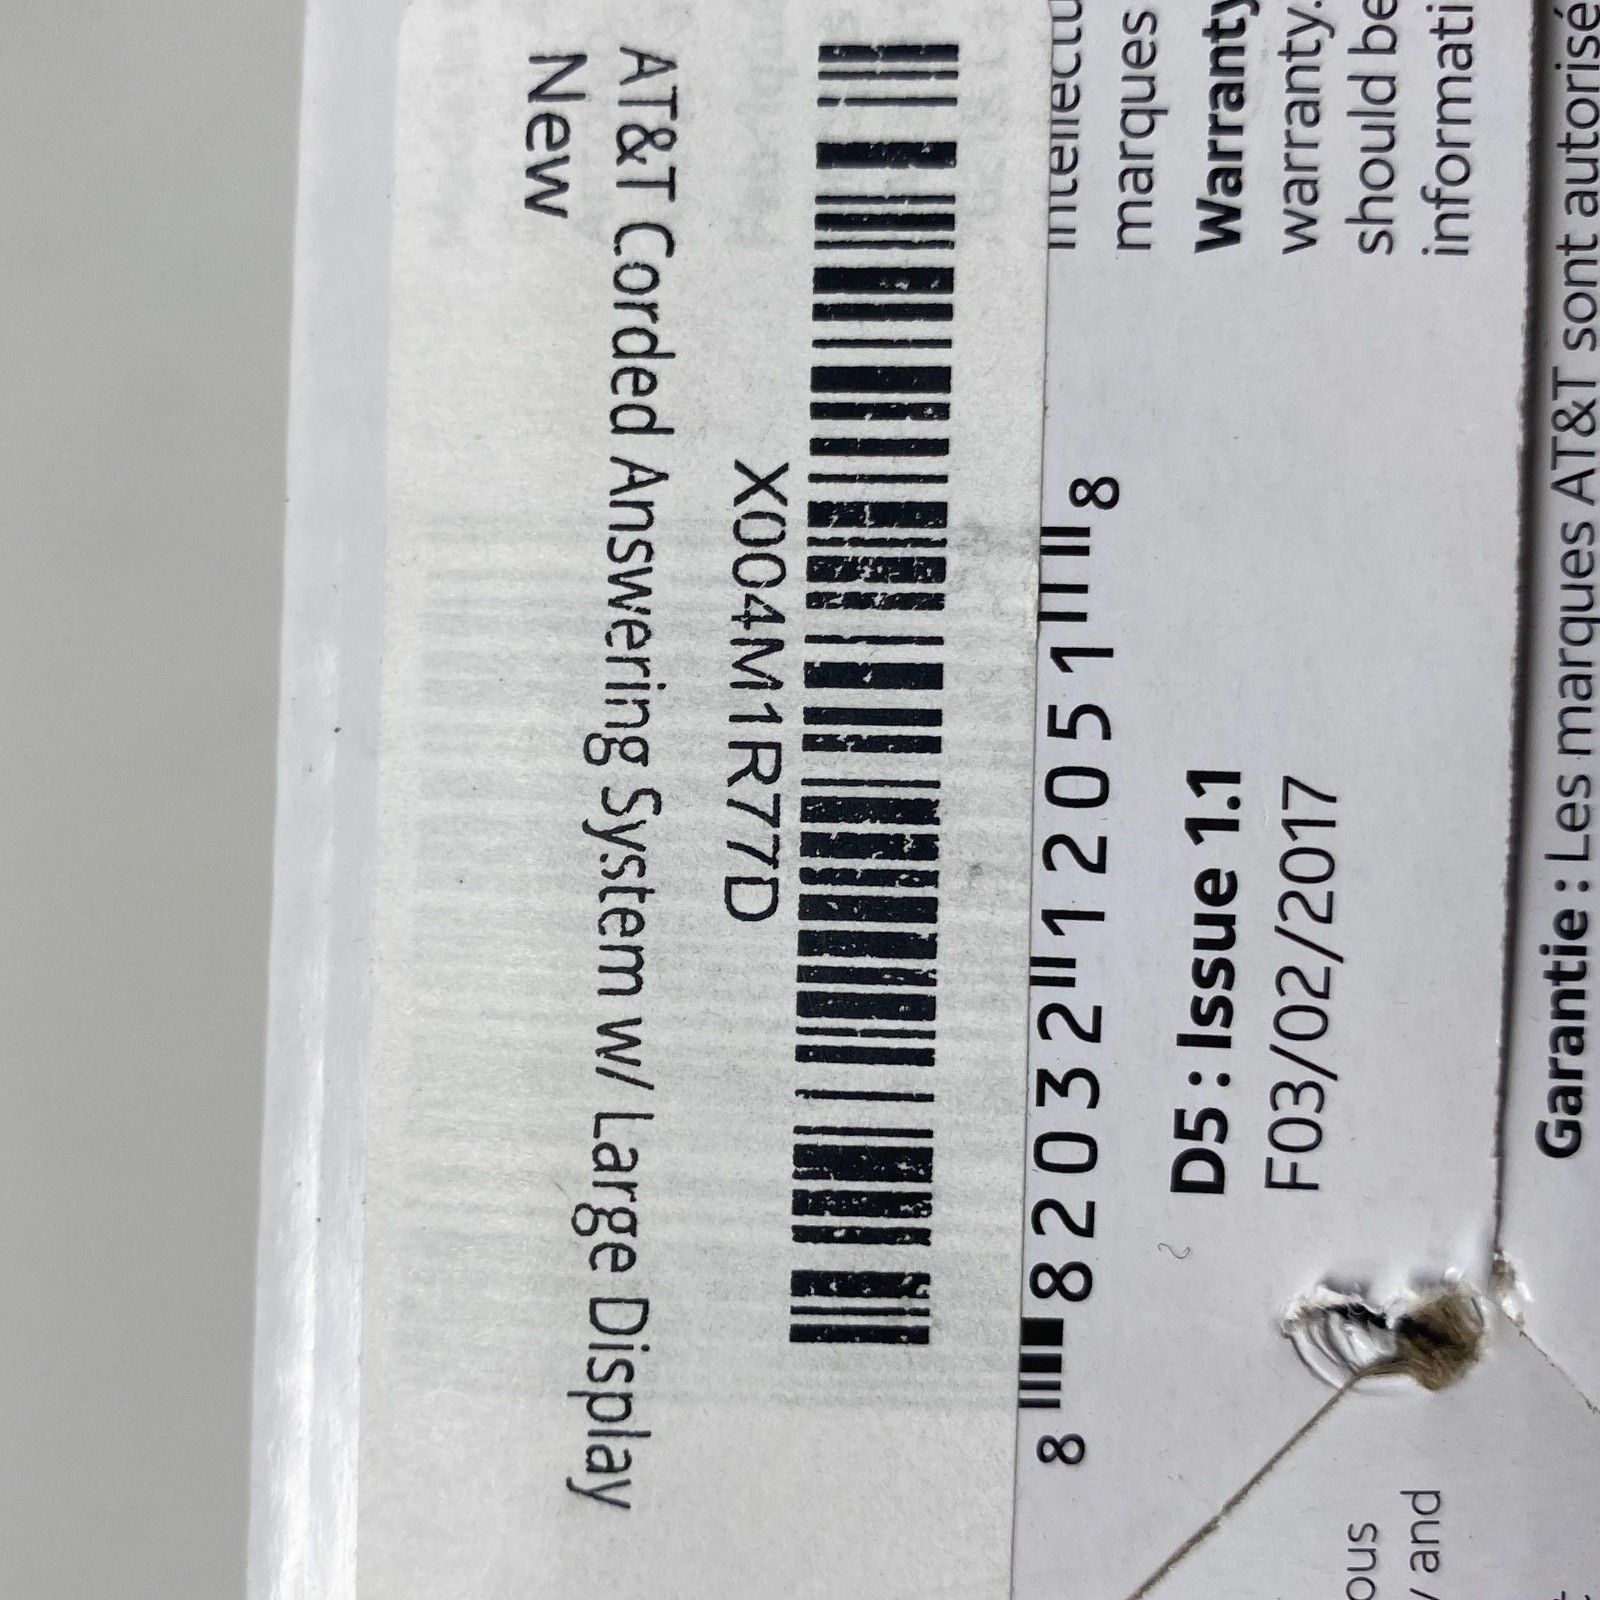 X004M1R77D
AT&T Corded Answering System w/ Large Display
New
8 82032 12051 8
D5 : Issue 1.1
F03/02/2017
marques
Warranty
warranty.
should be
informati
Garantie : Les marques AT&T sont autorisé
and